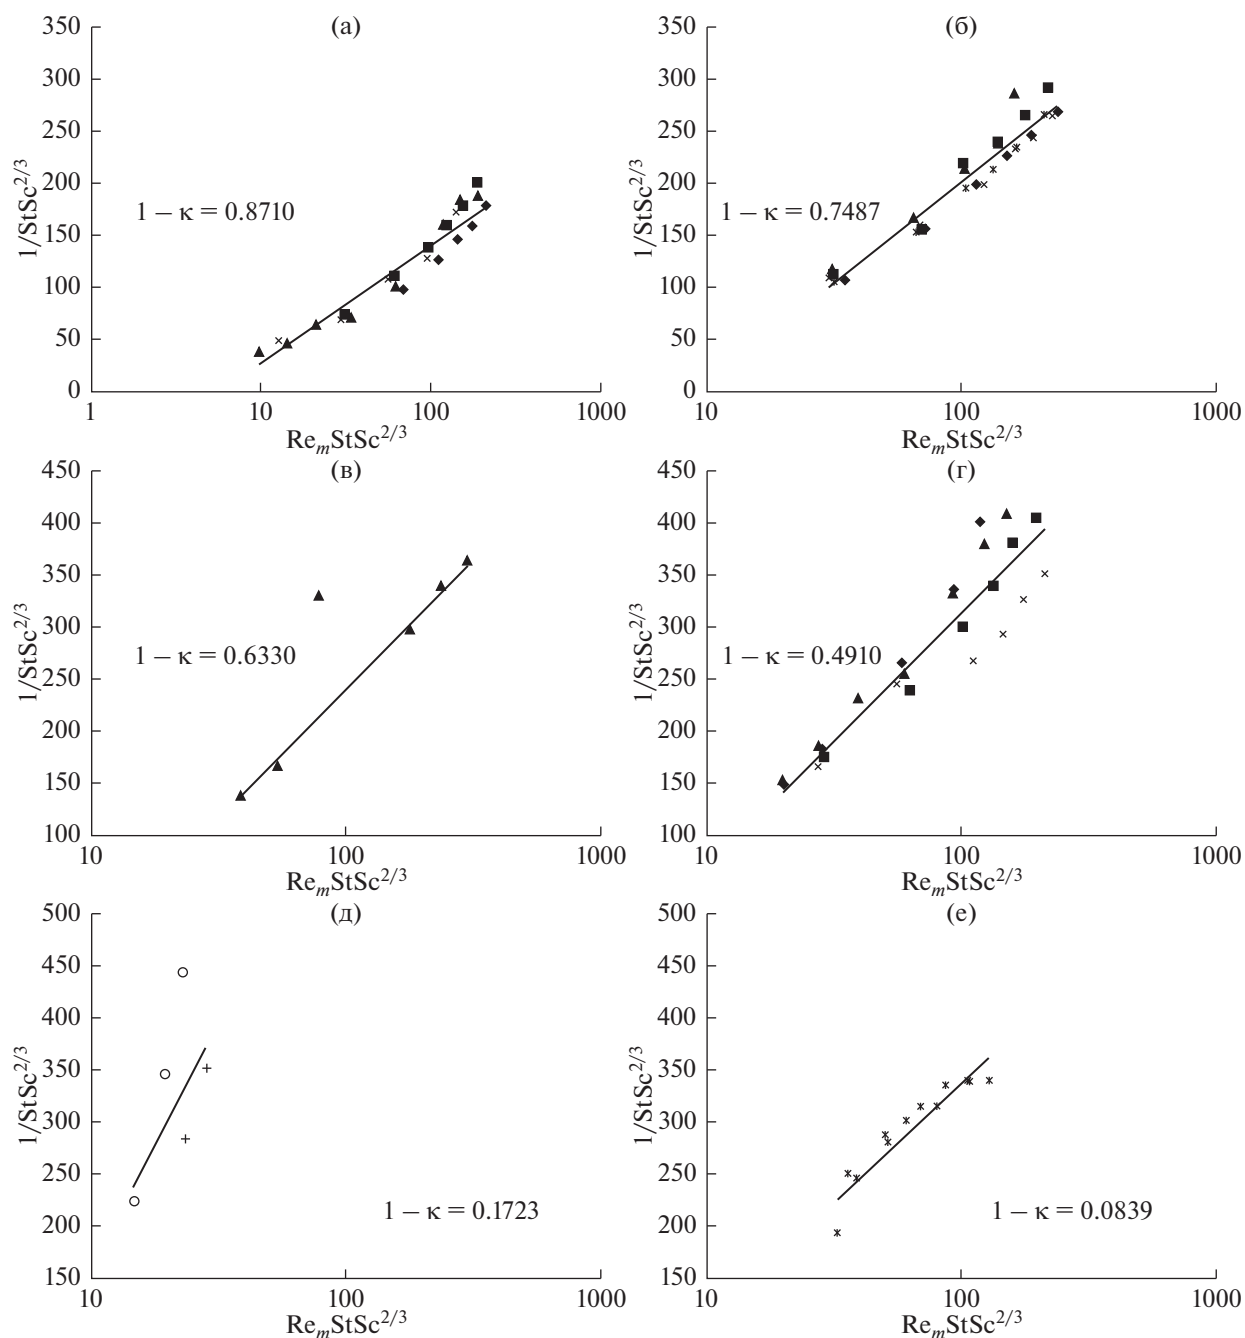 (а)
350
300
250
200
150
100
50
0
1/StSc^{2/3}
1 − κ = 0.8710
1 10 100 1000
Re_mStSc^{2/3}
(б)
350
300
250
200
150
100
50
0
1/StSc^{2/3}
1 − κ = 0.7487
10 100 1000
Re_mStSc^{2/3}
(в)
450
400
350
300
250
200
150
100
1/StSc^{2/3}
1 − κ = 0.6330
10 100 1000
Re_mStSc^{2/3}
(г)
450
400
350
300
250
200
150
100
1/StSc^{2/3}
1 − κ = 0.4910
10 100 1000
Re_mStSc^{2/3}
(д)
500
450
400
350
300
250
200
150
1/StSc^{2/3}
1 − κ = 0.1723
10 100 1000
Re_mStSc^{2/3}
(е)
500
450
400
350
300
250
200
150
1/StSc^{2/3}
1 − κ = 0.0839
10 100 1000
Re_mStSc^{2/3}